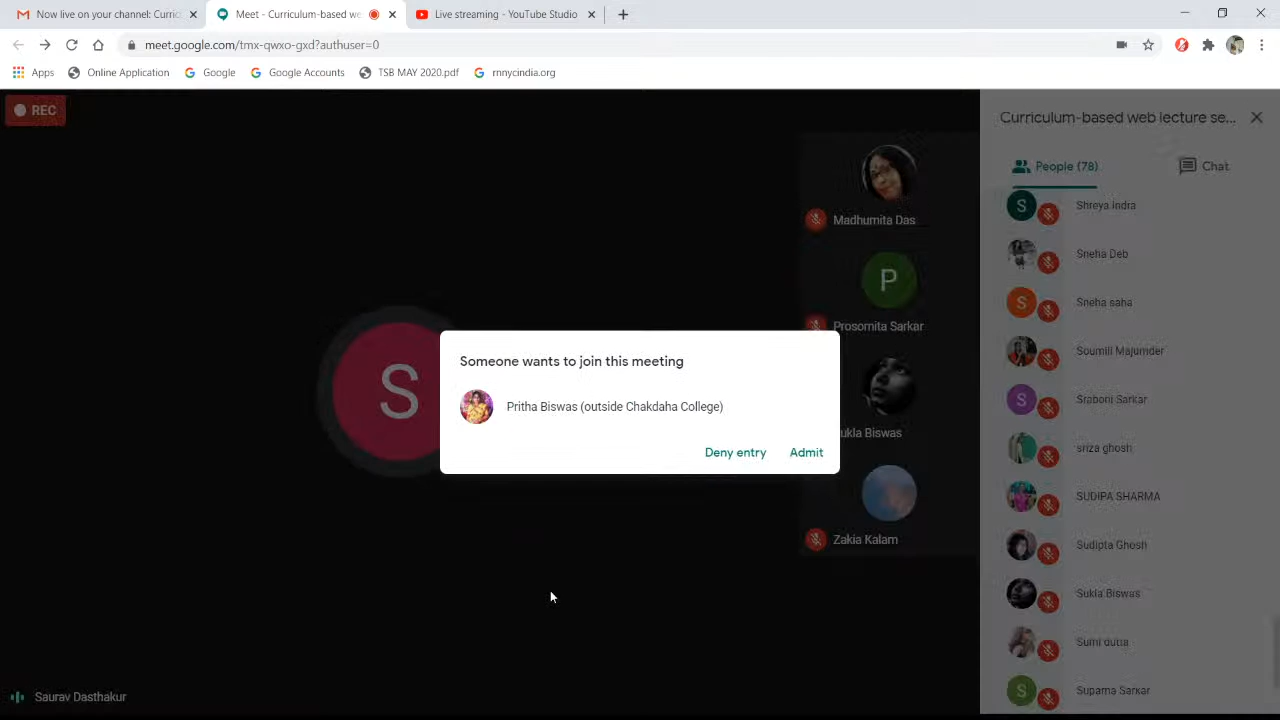 Now live on your channel: Curric
Meet - Curriculum-based we
Live streaming - YouTube Studio
meet.google.com/tmx-qwxo-gxd?authuser=0
Apps
Online Application
Google
Google Accounts
TSB MAY 2020.pdf
rnnycindia.org
REC
Curriculum-based web lecture se...
People (78)
Chat
Madhumita Das
P
Prosomita Sarkar
ukla Biswas
Zakia Kalam
S
Saurav Dasthakur
Someone wants to join this meeting
Pritha Biswas (outside Chakdaha College)
Deny entry Admit
S Shreya Indra
Sneha Deb
S Sneha saha
Soumili Majumder
S Sraboni Sarkar
sriza ghosh
SUDIPA SHARMA
Sudipta Ghosh
Sukla Biswas
Sumi dutta
S Suparna Sarkar